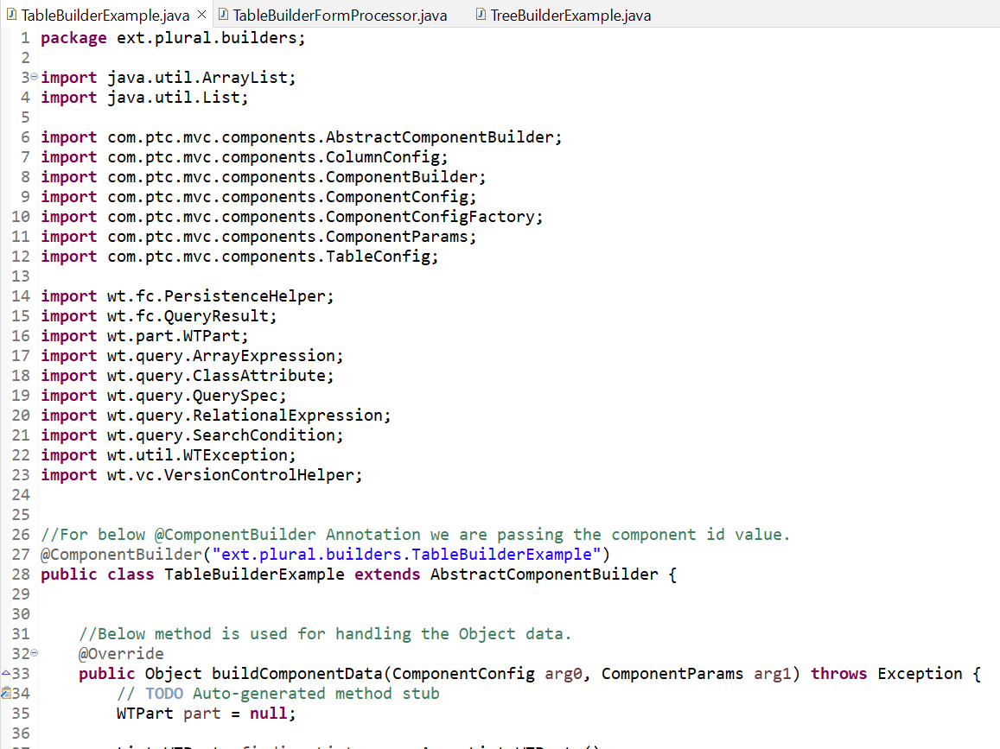 TableBuilderExample.java × TableBuilderFormProcessor.java TreeBuilderExample.java
1 package ext.plural.builders;
2
3 import java.util.ArrayList;
4 import java.util.List;
5
6 import com.ptc.mvc.components.AbstractComponentBuilder;
7 import com.ptc.mvc.components.ColumnConfig;
8 import com.ptc.mvc.components.ComponentBuilder;
9 import com.ptc.mvc.components.ComponentConfig;
10 import com.ptc.mvc.components.ComponentConfigFactory;
11 import com.ptc.mvc.components.ComponentParams;
12 import com.ptc.mvc.components.TableConfig;
13
14 import wt.fc.PersistenceHelper;
15 import wt.fc.QueryResult;
16 import wt.part.WTPart;
17 import wt.query.ArrayExpression;
18 import wt.query.ClassAttribute;
19 import wt.query.QuerySpec;
20 import wt.query.RelationalExpression;
21 import wt.query.SearchCondition;
22 import wt.util.WTException;
23 import wt.vc.VersionControlHelper;
24
25
26 //For below @ComponentBuilder Annotation we are passing the component id value.
27 @ComponentBuilder("ext.plural.builders.TableBuilderExample")
28 public class TableBuilderExample extends AbstractComponentBuilder {
29
30
31 //Below method is used for handling the Object data.
32 @Override
33 public Object buildComponentData(ComponentConfig arg0, ComponentParams arg1) throws Exception {
34 // TODO Auto-generated method stub
35 WTPart part = null;
36